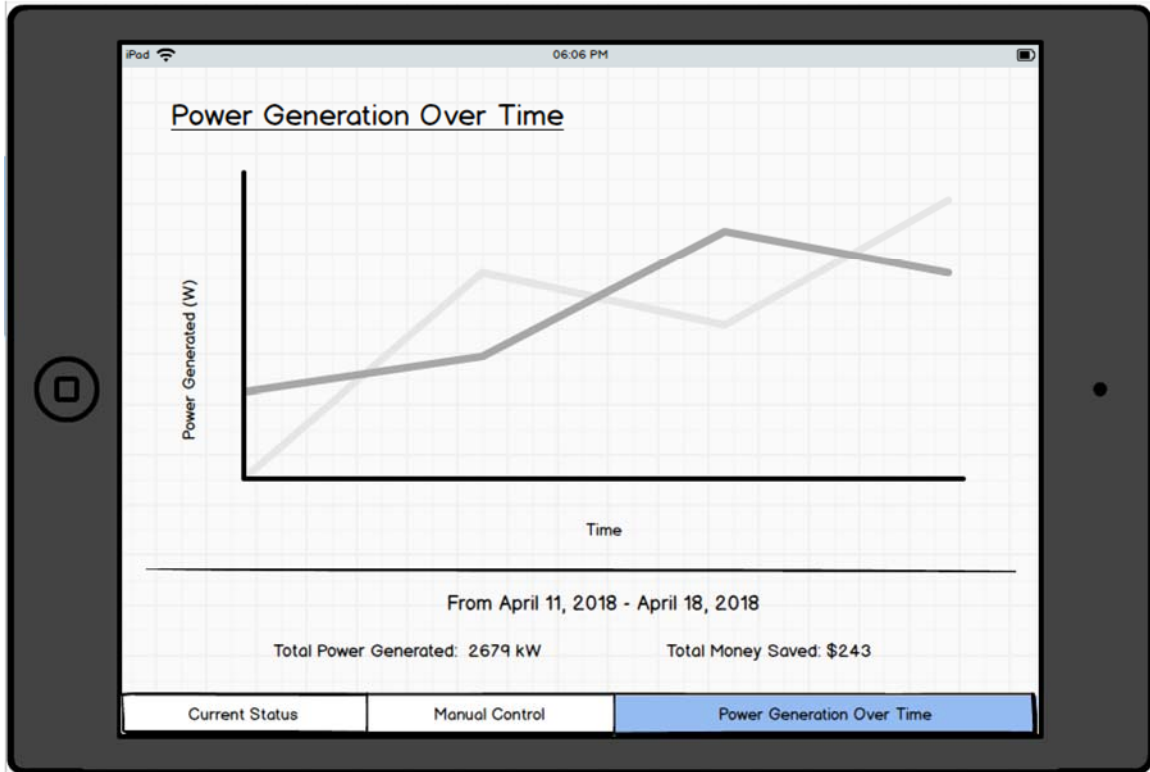 iPad 06:06 PM
Power Generation Over Time
Power Generated (W)
Time
From April 11, 2018 - April 18, 2018
Total Power Generated: 2679 kW Total Money Saved: $243
Current Status Manual Control Power Generation Over Time